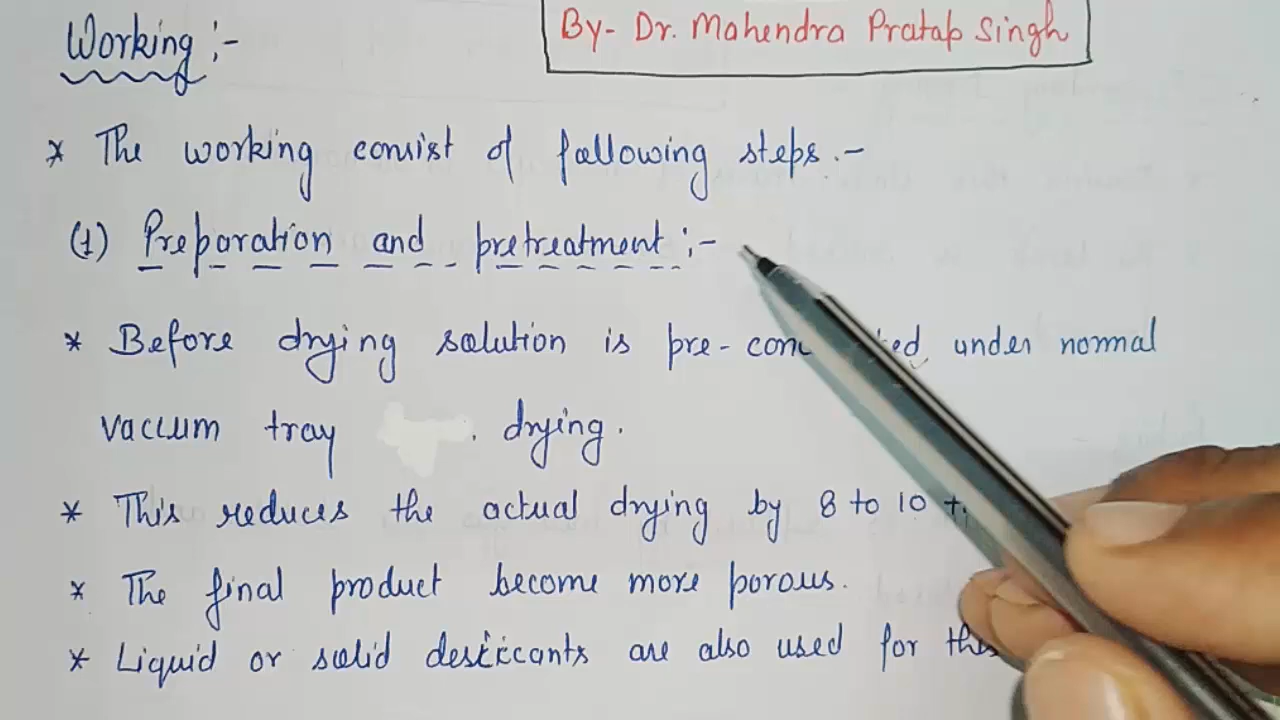 Working :-
By- Dr. Mahendra Pratap Singh
* The working consist of following steps.-
(1) Preparation and pretreatment :-
* Before drying solution is pre- under normal
vaccum tray . drying.
* This reduces the actual drying by 8 to 10
* The final product become more porous.
* Liquid or solid desiccants are also used for this